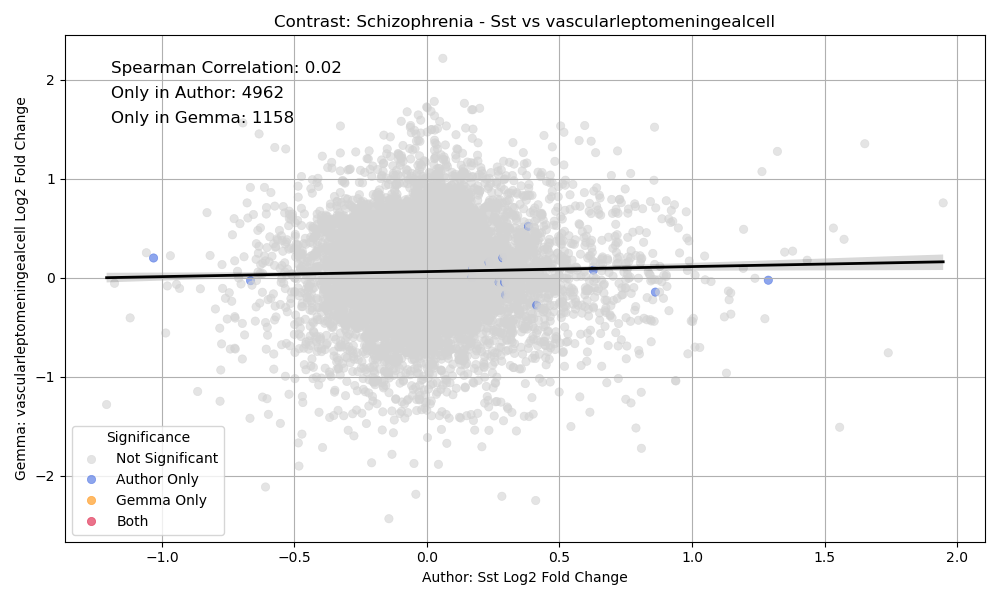 Contrast: Schizophrenia - Sst vs vascularleptomeningealcell
Spearman Correlation: 0.02
Only in Author: 4962
Only in Gemma: 1158
Gemma: vascularleptomeningealcell Log2 Fold Change
2
1
0
−1
−2
Significance
Not Significant
Author Only
Gemma Only
Both
−1.0 −0.5 0.0 0.5 1.0 1.5 2.0
Author: Sst Log2 Fold Change